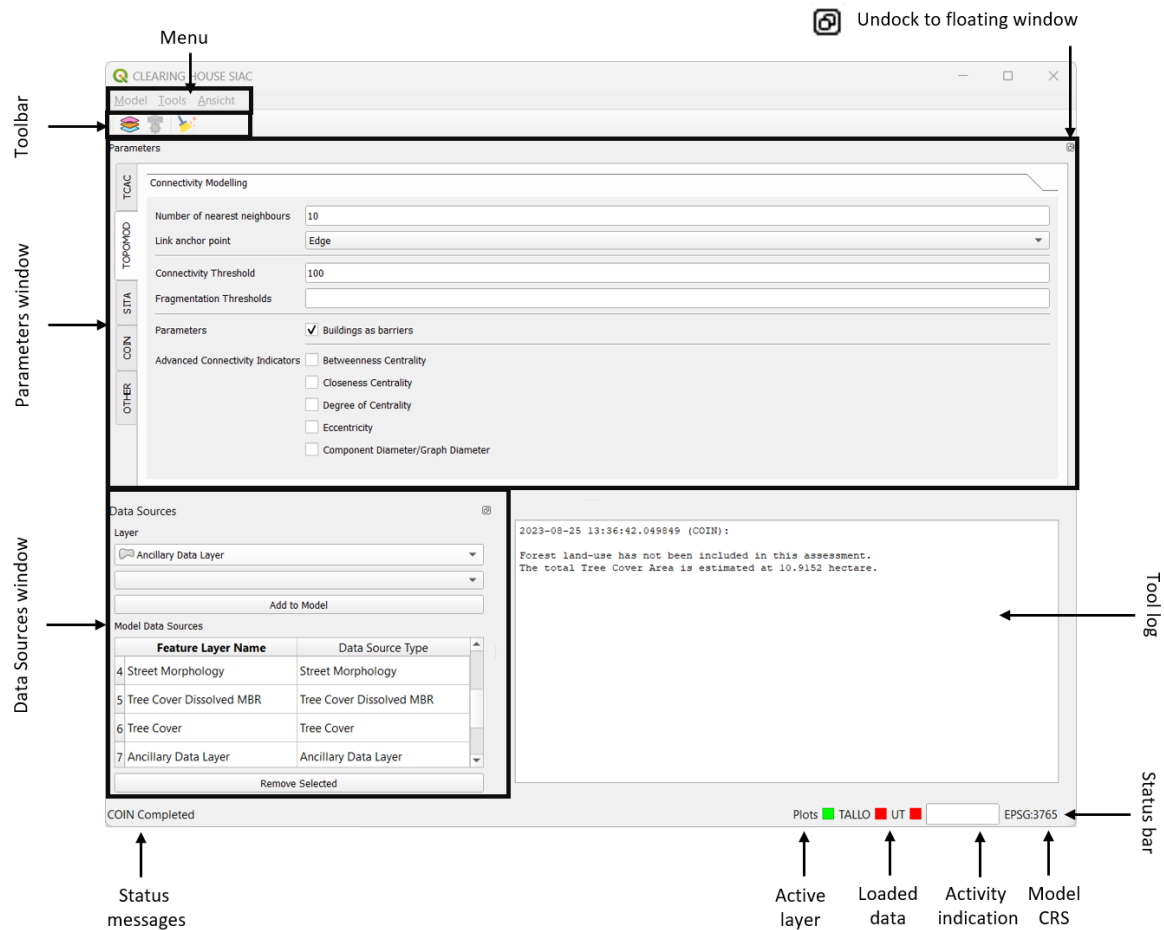 Undock to floating window
Menu
CLEARING HOUSE SIAC
Model Tools Ansicht
Toolbar
Parameters
TCAC
TOPOMOD
SITA
COIN
OTHER
Connectivity Modelling
Number of nearest neighbours 10
Link anchor point Edge
Connectivity Threshold 100
Fragmentation Thresholds
Parameters Buildings as barriers
Advanced Connectivity Indicators Betweenness Centrality
Closeness Centrality
Degree of Centrality
Eccentricity
Component Diameter/Graph Diameter
Parameters window
Data Sources
Layer
Ancillary Data Layer
Add to Model
Model Data Sources
Feature Layer Name Data Source Type
4 Street Morphology Street Morphology
5 Tree Cover Dissolved MBR Tree Cover Dissolved MBR
6 Tree Cover Tree Cover
7 Ancillary Data Layer Ancillary Data Layer
Remove Selected
Data Sources window
2023-08-25 13:36:42.049849 (COIN):
Forest land-use has not been included in this assessment.
The total Tree Cover Area is estimated at 10.9152 hectare.
Tool log
COIN Completed
Plots TALLO UT EPSG:3765
Status bar
Status
messages
Active
layer
Loaded
data
Activity
indication
Model
CRS